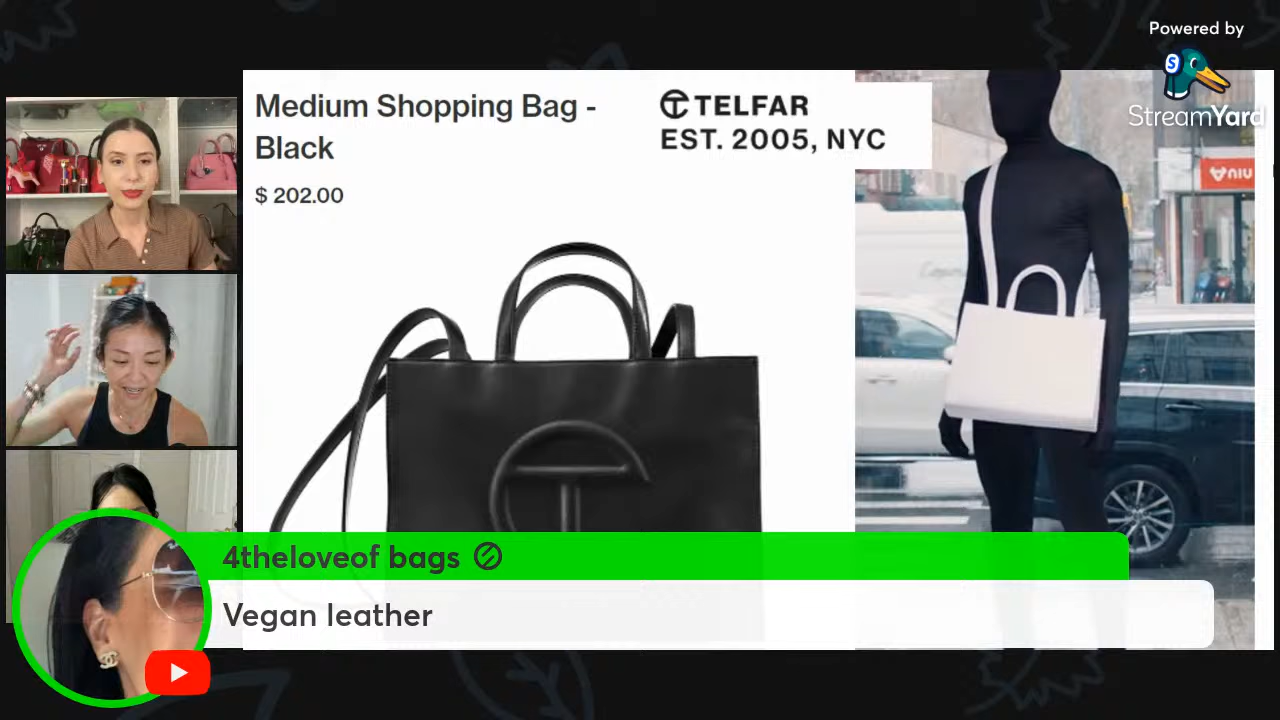 Powered by
StreamYard
Medium Shopping Bag -
Black
$ 202.00
TELFAR
EST. 2005, NYC
NIU
4theloveof bags
Vegan leather